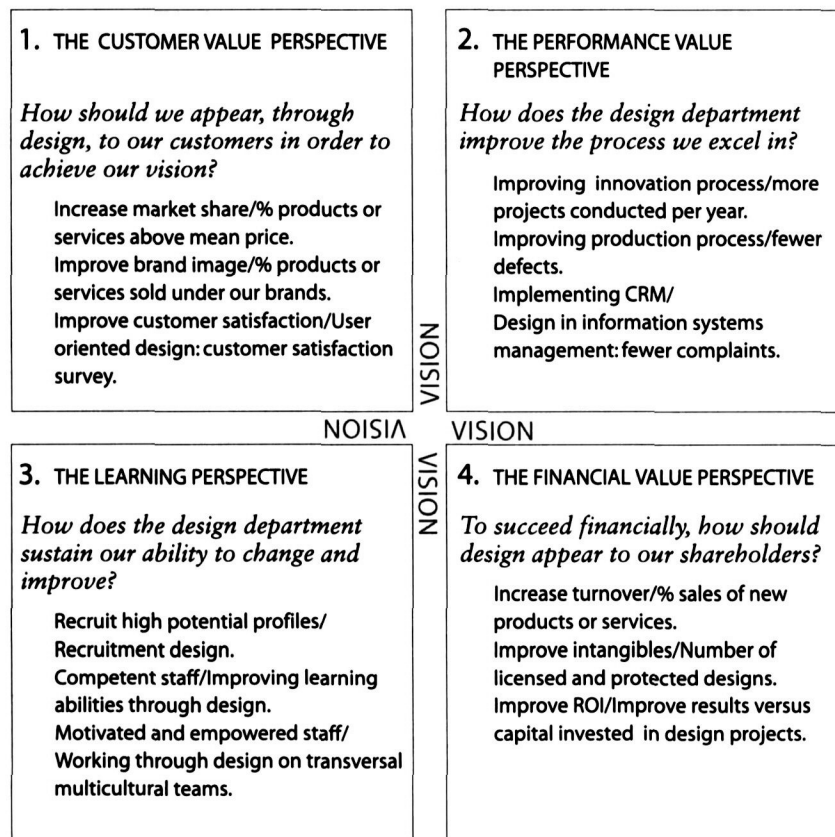 1. THE CUSTOMER VALUE PERSPECTIVE
How should we appear, through
design, to our customers in order to
achieve our vision?
Increase market share/% products or
services above mean price.
Improve brand image/% products or
services sold under our brands.
Improve customer satisfaction/User
oriented design: customer satisfaction
survey.
2. THE PERFORMANCE VALUE
PERSPECTIVE
How does the design department
improve the process we excel in?
Improving innovation process/more
projects conducted per year.
Improving production process/fewer
defects.
Implementing CRM/
Design in information systems
management: fewer complaints.
VISION
VISION
VISION
VISION
3. THE LEARNING PERSPECTIVE
How does the design department
sustain our ability to change and
improve?
Recruit high potential profiles/
Recruitment design.
Competent staff/Improving learning
abilities through design.
Motivated and empowered staff/
Working through design on transversal
multicultural teams.
4. THE FINANCIAL VALUE PERSPECTIVE
To succeed financially, how should
design appear to our shareholders?
Increase turnover/% sales of new
products or services.
Improve intangibles/Number of
licensed and protected designs.
Improve ROI/Improve results versus
capital invested in design projects.